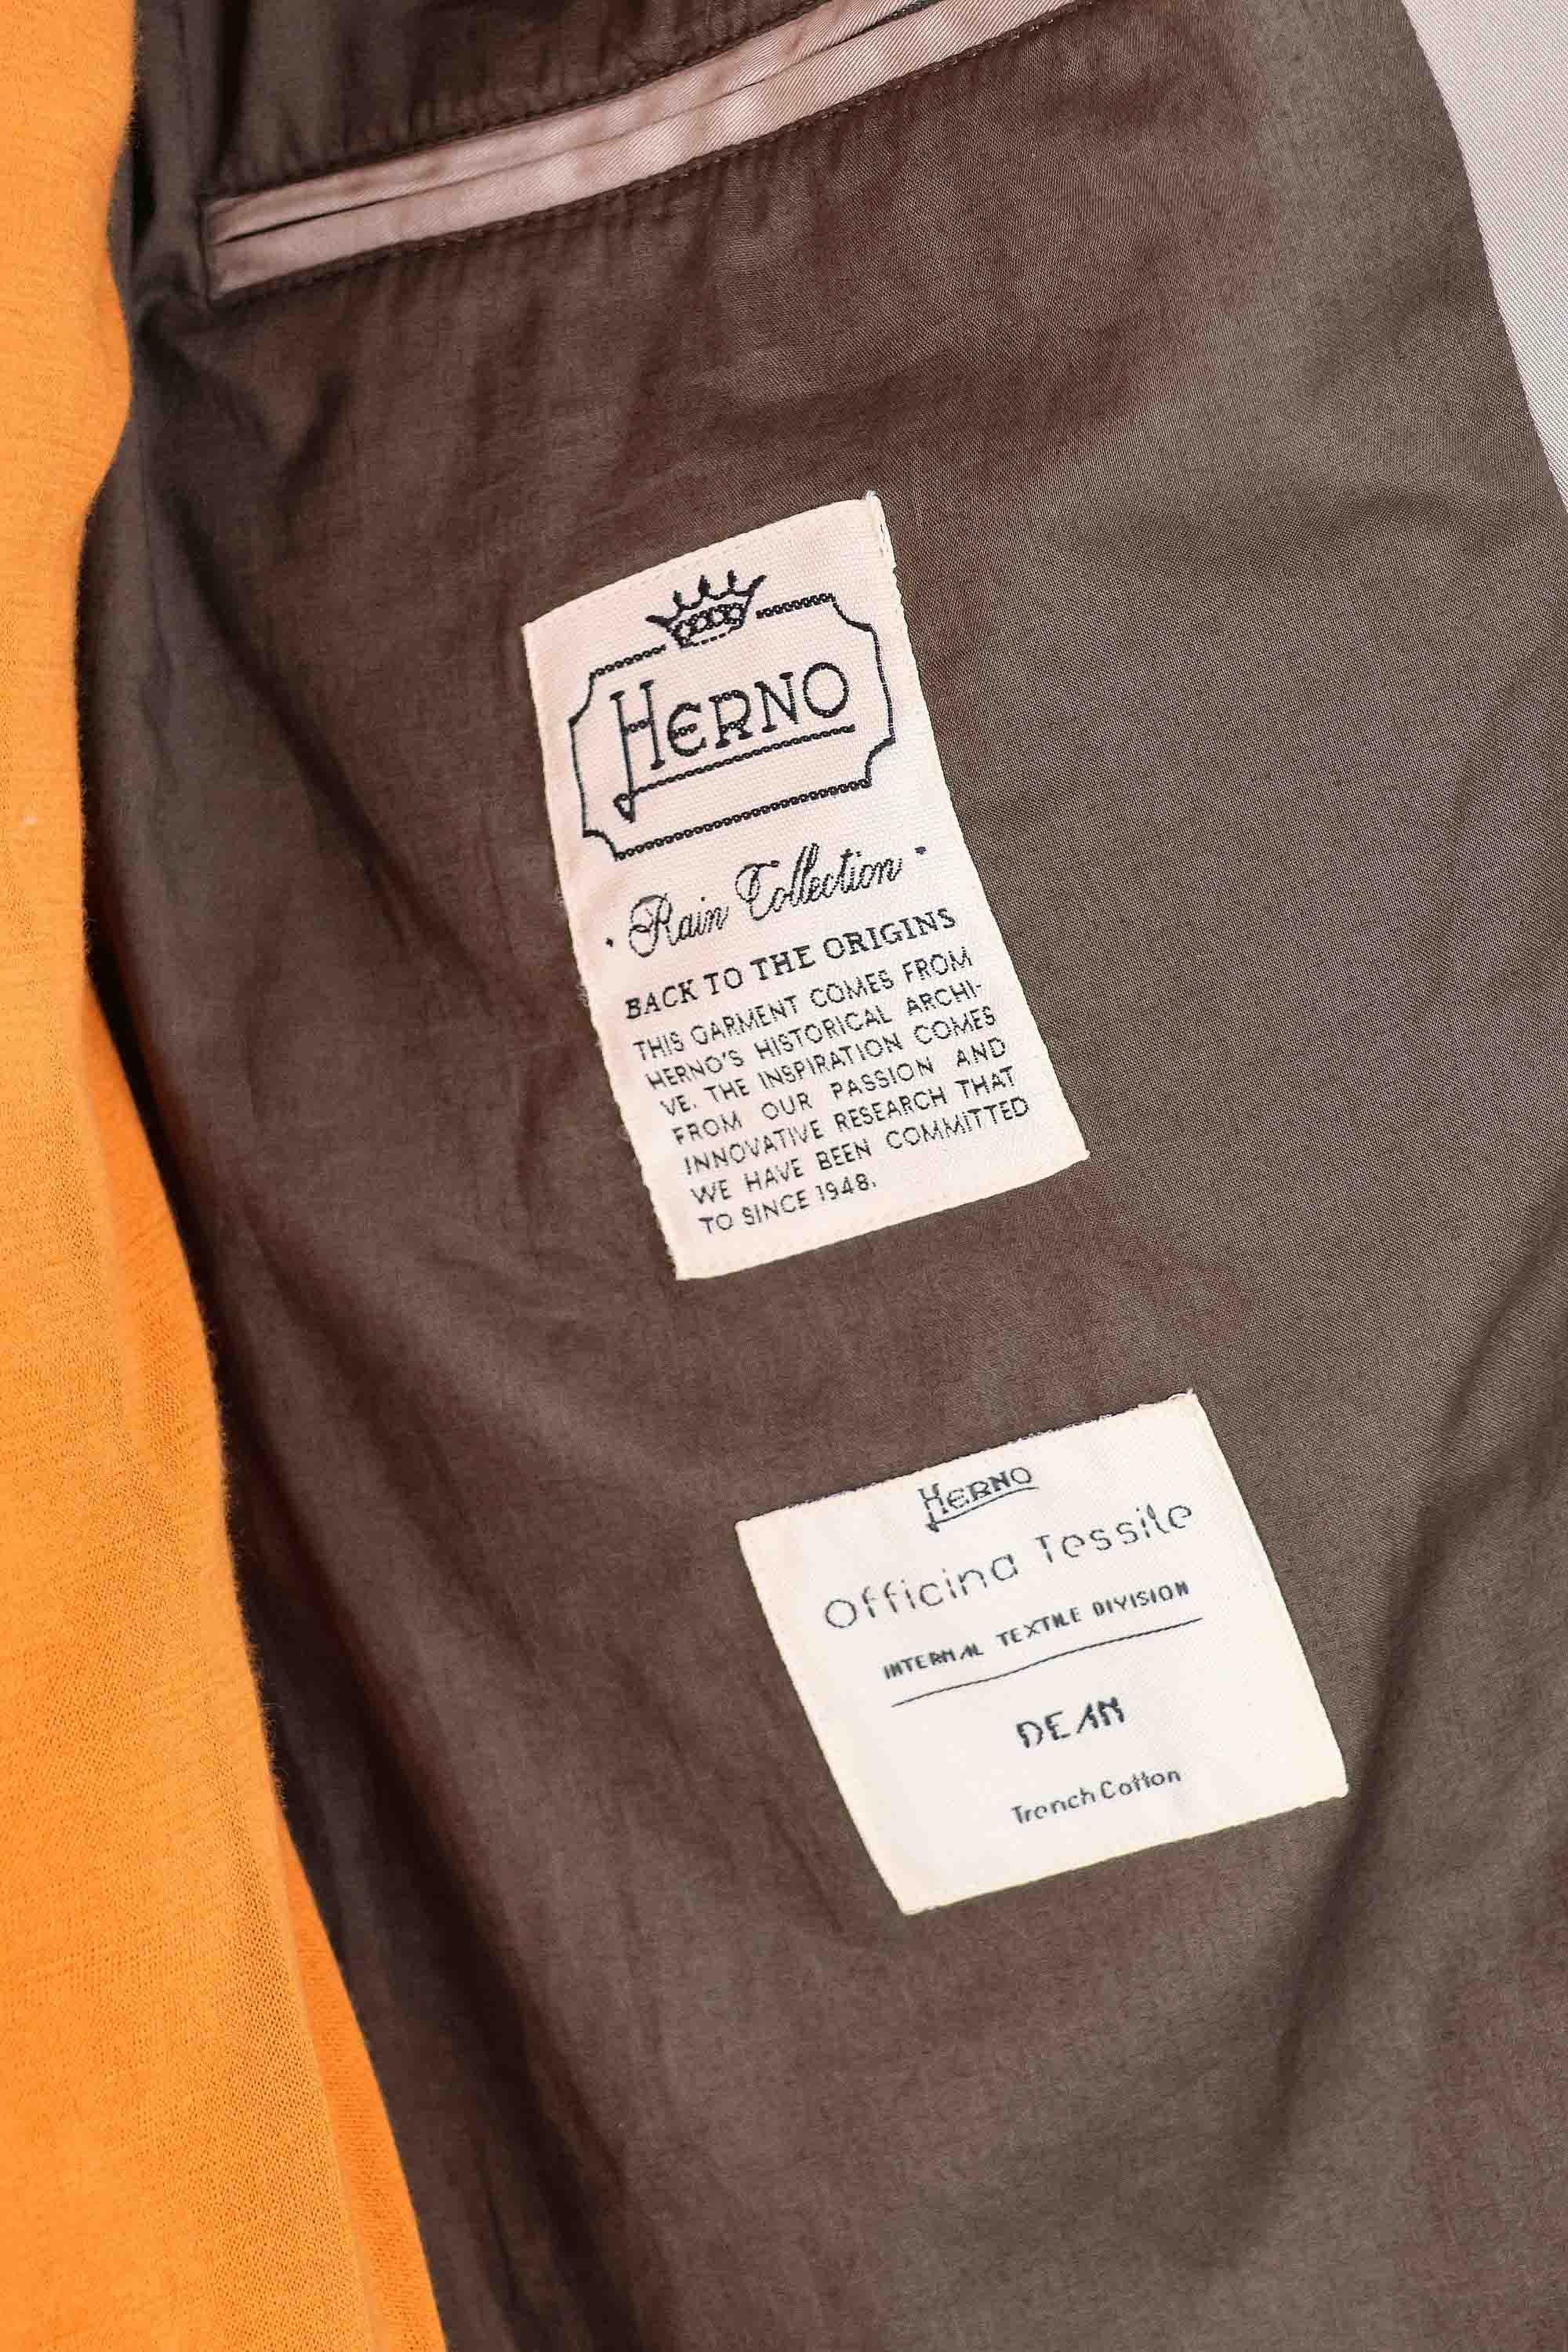 HERNO
· Rain Collection ·
BACK TO THE ORIGINS
THIS GARMENT COMES FROM
HERNO'S HISTORICAL ARCHI-
VE. THE INSPIRATION COMES
FROM OUR PASSION AND
INNOVATIVE RESEARCH THAT
WE HAVE BEEN COMMITTED
TO SINCE 1948.
HERNO
Officina Tessile
INTERNAL TEXTILE DIVISION
DEAN
Trench Cotton